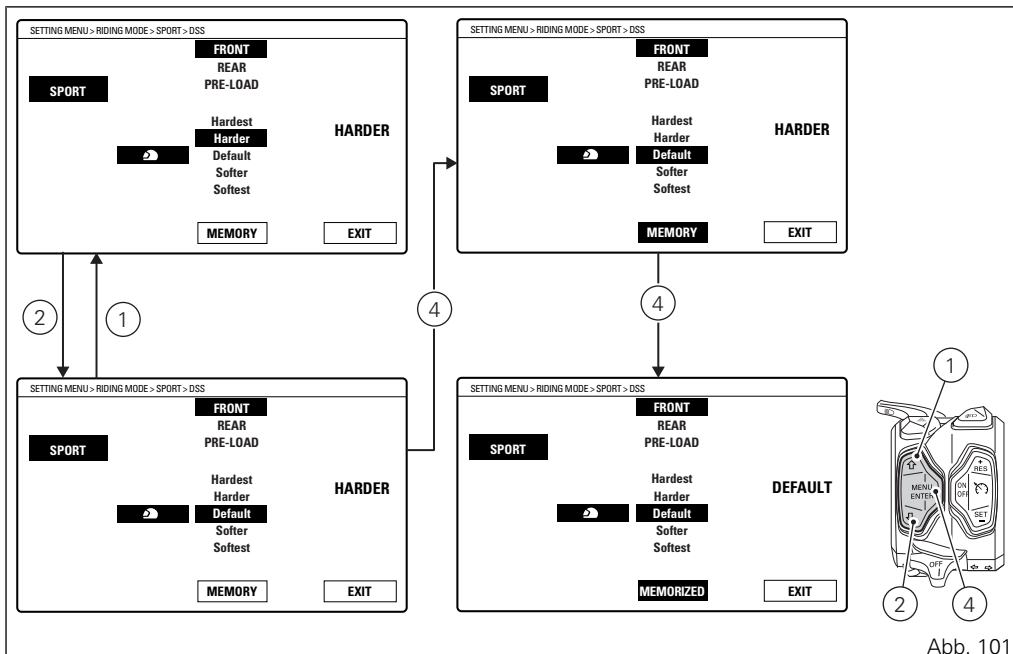 SETTING MENU > RIDING MODE > SPORT > DSS
FRONT
REAR
PRE-LOAD
SPORT
Hardest
Harder
Default
Softer
Softest
HARDER
MEMORY
EXIT
SETTING MENU > RIDING MODE > SPORT > DSS
FRONT
REAR
PRE-LOAD
SPORT
Hardest
Harder
Default
Softer
Softest
HARDER
MEMORY
EXIT
2
1
4
4
SETTING MENU > RIDING MODE > SPORT > DSS
FRONT
REAR
PRE-LOAD
SPORT
Hardest
Harder
Default
Softer
Softest
HARDER
MEMORY
EXIT
SETTING MENU > RIDING MODE > SPORT > DSS
FRONT
REAR
PRE-LOAD
SPORT
Hardest
Harder
Default
Softer
Softest
DEFAULT
MEMORIZED
EXIT
1
+
RES
MENU
ENTER
ON
OFF
SET
–
OFF
2
4
Abb. 101